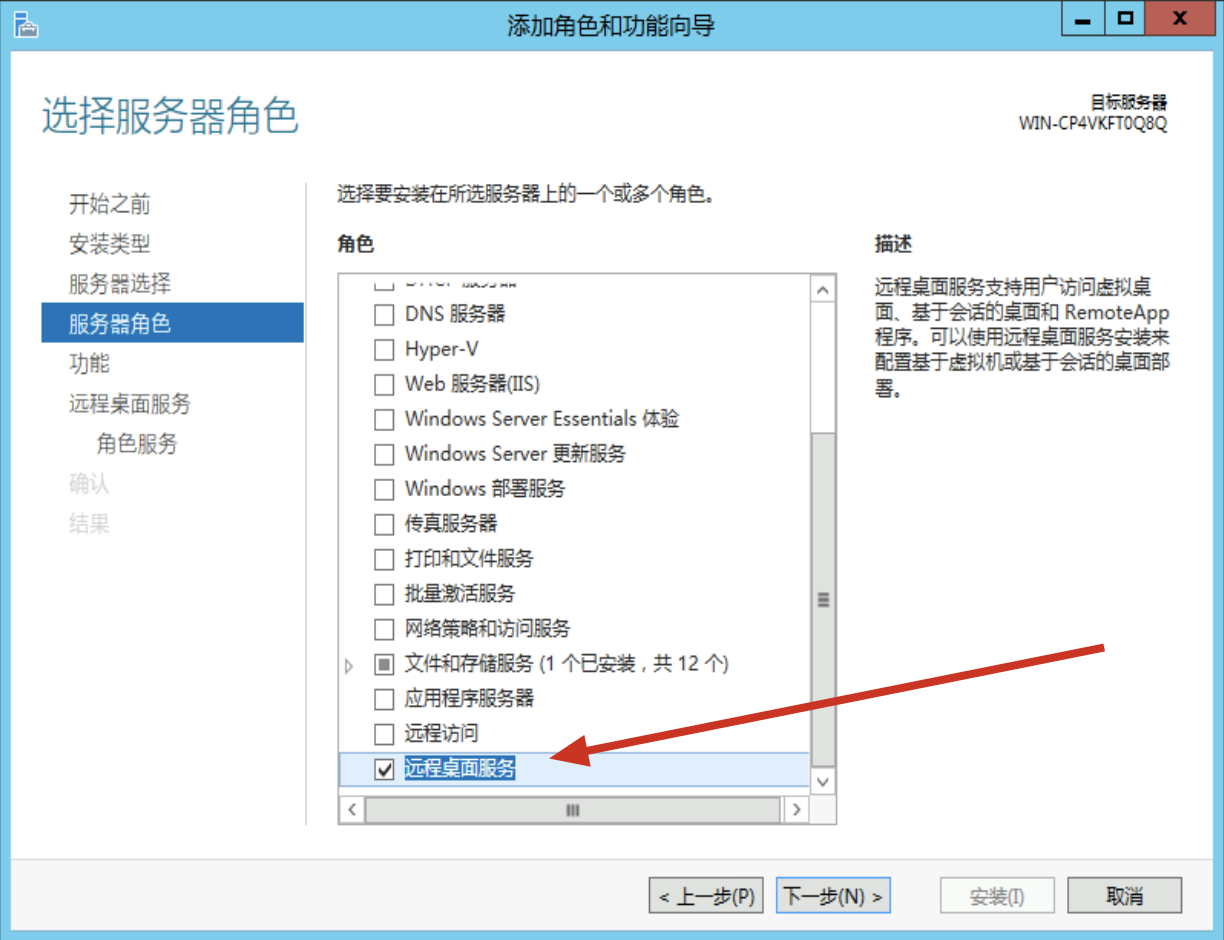 添加角色和功能向导
选择服务器角色
目标服务器
WIN-CP4VKFT0Q8Q
开始之前
安装类型
服务器选择
服务器角色
功能
远程桌面服务
角色服务
确认
结果
选择要安装在所选服务器上的一个或多个角色。
角色
DHCP 服务器
DNS 服务器
Hyper-V
Web 服务器(IIS)
Windows Server Essentials 体验
Windows Server 更新服务
Windows 部署服务
传真服务器
打印和文件服务
批量激活服务
网络策略和访问服务
文件和存储服务 (1 个已安装，共 12 个)
应用程序服务器
远程访问
远程桌面服务
描述
远程桌面服务支持用户访问虚拟桌
面、基于会话的桌面和 RemoteApp
程序。可以使用远程桌面服务安装来
配置基于虚拟机或基于会话的桌面部
署。
< 上一步(P)
下一步(N) >
安装(I)
取消